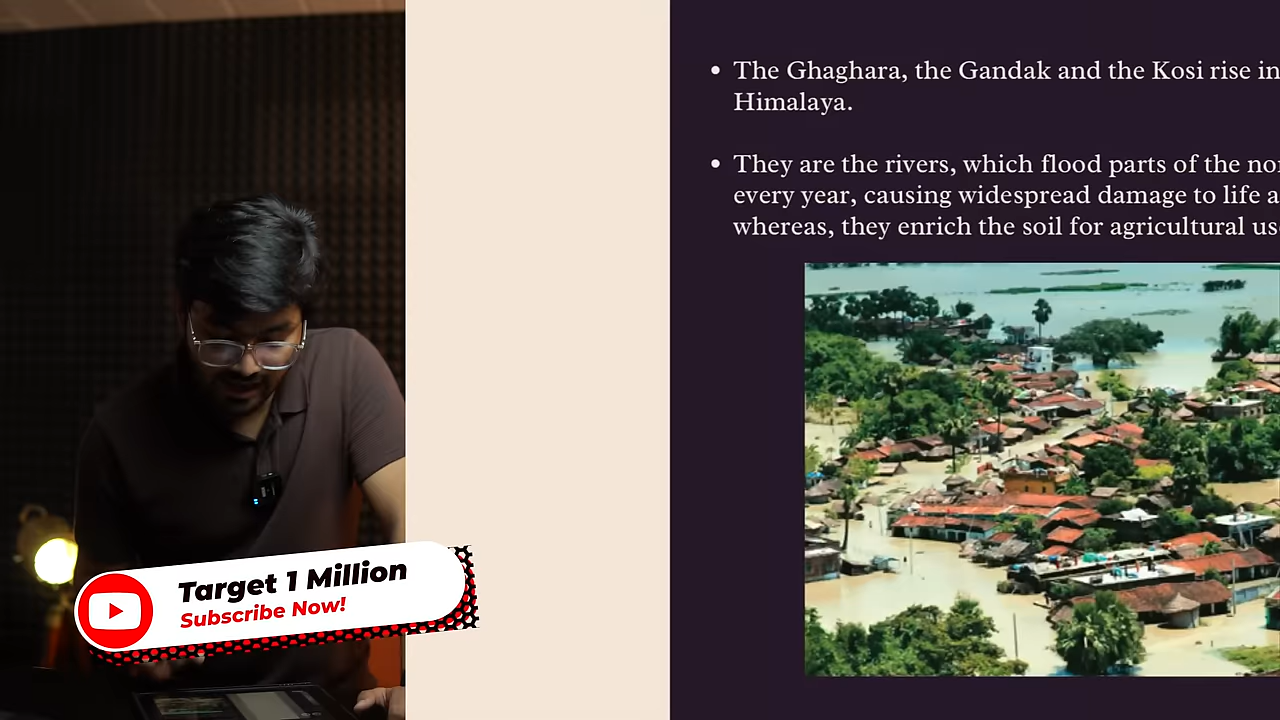 The Ghaghara, the Gandak and the Kosi rise in
Himalaya.
They are the rivers, which flood parts of the
every year, causing widespread damage to life
whereas, they enrich the soil for agricultural
Target 1 Million
Subscribe Now!